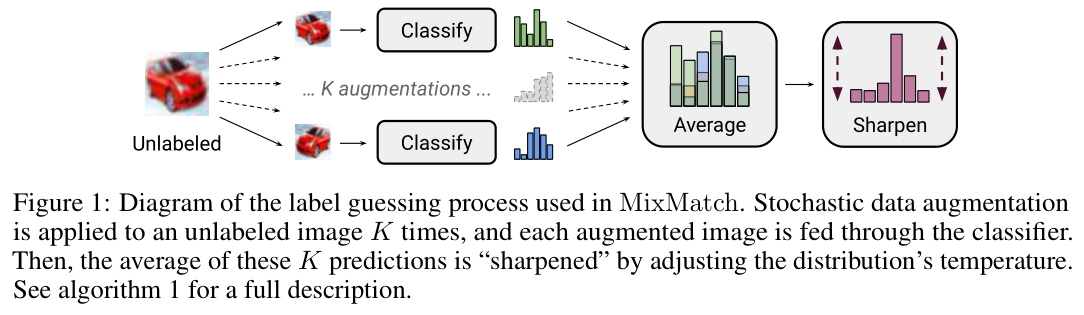 Classify
Unlabeled
... K augmentations ...
Classify
Average
Sharpen
Figure 1: Diagram of the label guessing process used in MixMatch. Stochastic data augmentation
is applied to an unlabeled image K times, and each augmented image is fed through the classifier.
Then, the average of these K predictions is “sharpened” by adjusting the distribution’s temperature.
See algorithm 1 for a full description.